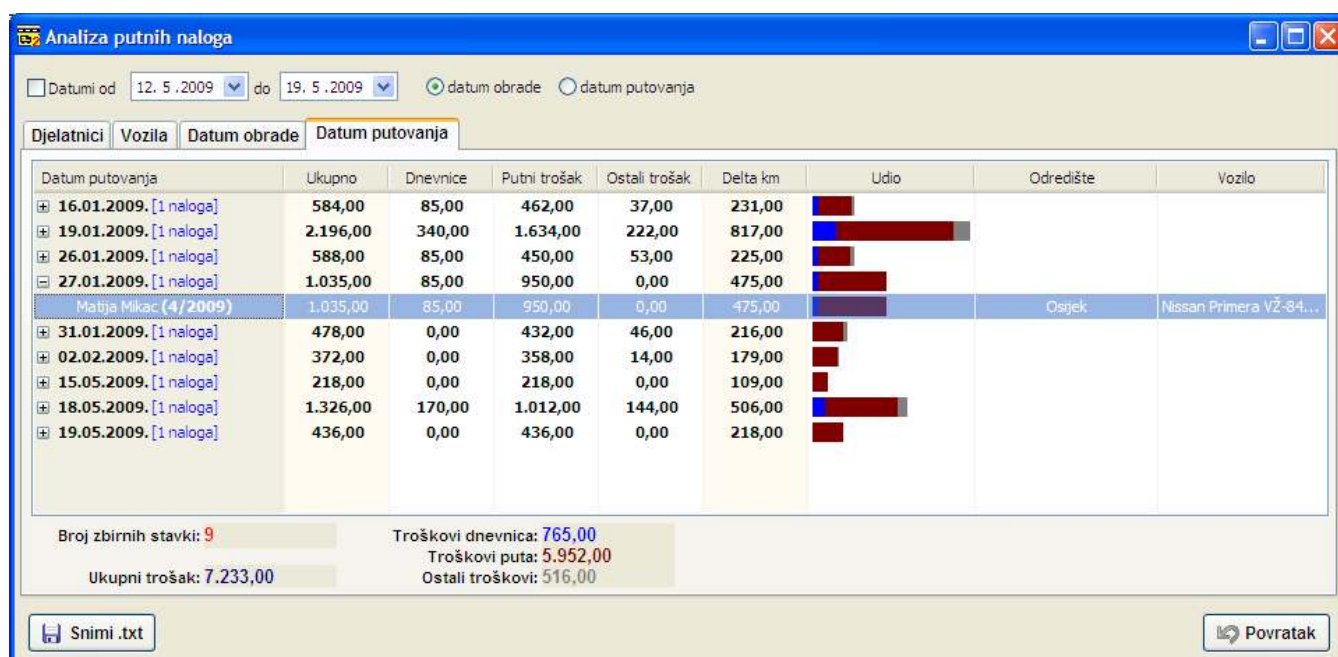 Analiza putnih naloga
Datumi od 12. 5 .2009 do 19. 5 .2009 datum obrade datum putovanja
Djelatnici Vozila Datum obrade Datum putovanja
Datum putovanja Ukupno Dnevnice Putni trošak Ostali trošak Delta km Udio Odredište Vozilo
16.01.2009. [1 naloga] 584,00 85,00 462,00 37,00 231,00
19.01.2009. [1 naloga] 2.196,00 340,00 1.634,00 222,00 817,00
26.01.2009. [1 naloga] 588,00 85,00 450,00 53,00 225,00
27.01.2009. [1 naloga] 1.035,00 85,00 950,00 0,00 475,00
Matija Mikac (4/2009) 1.035,00 85,00 950,00 0,00 475,00 Osijek Nissan Primera VŽ-84...
31.01.2009. [1 naloga] 478,00 0,00 432,00 46,00 216,00
02.02.2009. [1 naloga] 372,00 0,00 358,00 14,00 179,00
15.05.2009. [1 naloga] 218,00 0,00 218,00 0,00 109,00
18.05.2009. [1 naloga] 1.326,00 170,00 1.012,00 144,00 506,00
19.05.2009. [1 naloga] 436,00 0,00 436,00 0,00 218,00
Broj zbirnih stavki: 9 Troškovi dnevnica: 765,00
Troškovi puta: 5.952,00
Ukupni trošak: 7.233,00 Ostali troškovi: 516,00
Snimi .txt Povratak